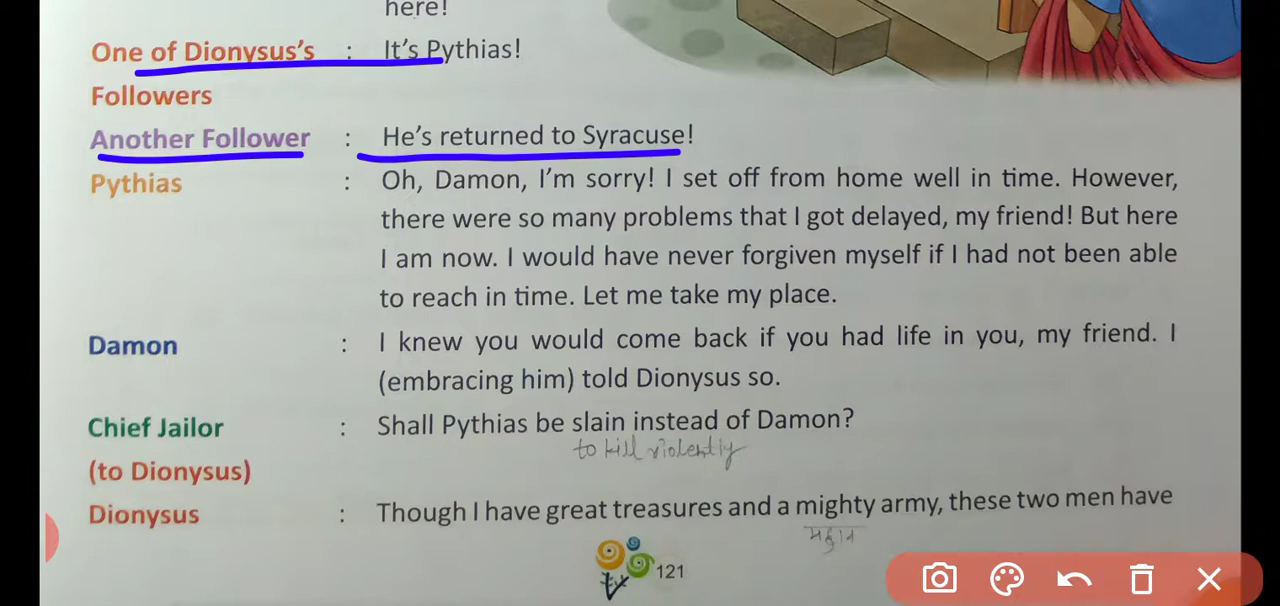 here!
One of Dionysus's : It's Pythias!
Followers
Another Follower : He's returned to Syracuse!
Pythias : Oh, Damon, I'm sorry! I set off from home well in time. However,
there were so many problems that I got delayed, my friend! But here
I am now. I would have never forgiven myself if I had not been able
to reach in time. Let me take my place.
Damon : I knew you would come back if you had life in you, my friend. I
(embracing him) told Dionysus so.
Chief Jailor : Shall Pythias be slain instead of Damon?
to kill violently
(to Dionysus)
Dionysus : Though I have great treasures and a mighty army, these two men have
महान
121